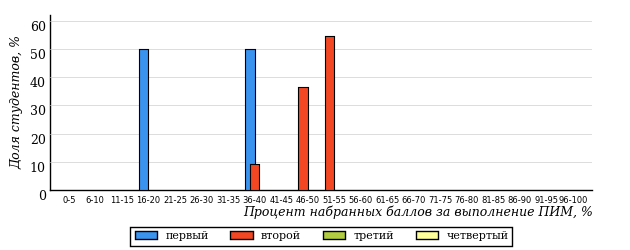 Доля студентов, %
60
50
40
30
20
10
0
0-5 6-10 11-15 16-20 21-25 26-30 31-35 36-40 41-45 46-50 51-55 56-60 61-65 66-70 71-75 76-80 81-85 86-90 91-95 96-100
Процент набранных баллов за выполнение ПИМ, %
первый второй третий четвертый